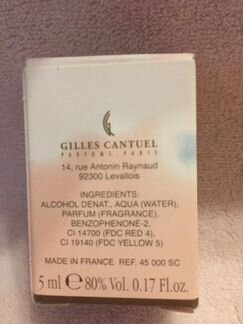 GILLES CANTUEL
PARFUMS. PARIS
14, rue Antonin Raynaud
92300 Levallois
INGREDIENTS:
ALCOHOL DENAT., AQUA (WATER),
PARFUM (FRAGRANCE),
BENZOPHENONE-2,
CI 14700 (FDC RED 4),
CI 19140 (FDC YELLOW 5)
MADE IN FRANCE REF. 45 000 SC
5 ml ℮ 80% Vol. 0.17 Fl.oz.